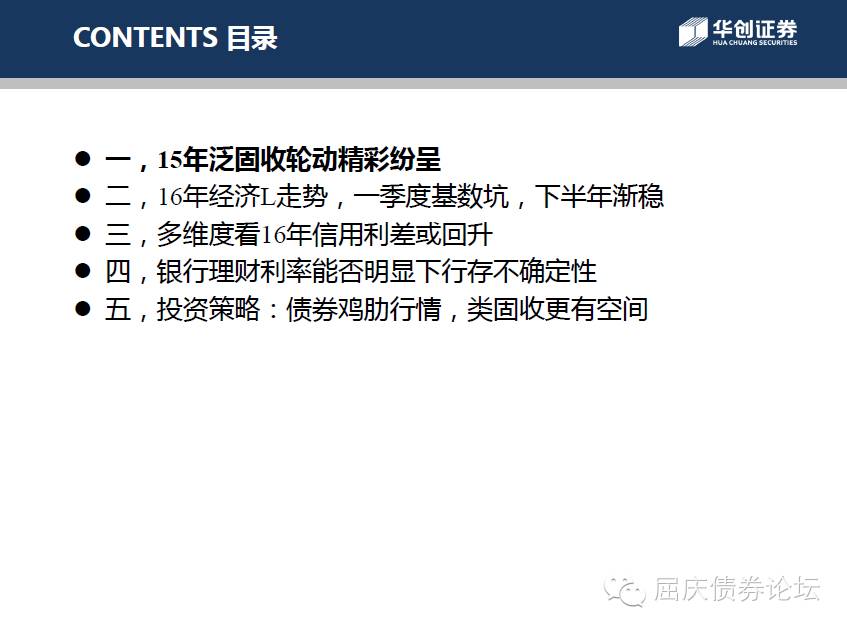 CONTENTS 目录
华创证券
HUA CHUANG SECURITIES
● 一，15年泛固收轮动精彩纷呈
● 二，16年经济L走势，一季度基数坑，下半年渐稳
● 三，多维度看16年信用利差或回升
● 四，银行理财利率能否明显下行存不确定性
● 五，投资策略：债券鸡肋行情，类固收更有空间
屈庆债券论坛